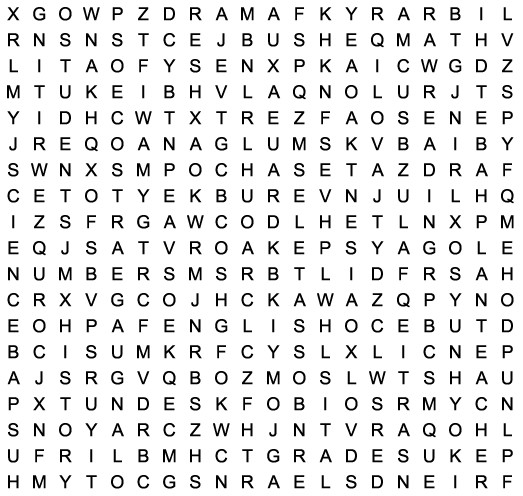 X G O W P Z D R A M A F K Y R A R B I L
R N S N S T C E J B U S H E Q M A T H V
L I T A O F Y S E N X P K A I C W G D Z
M T U K E I B H V L A Q N O L U R J T S
Y I D H C W T X T R E Z F A O S E N E P
J R E Q O A N A G L U M S K V B A I B Y
S W N X S M P O C H A S E T A Z D R A F
C E T O T Y E K B U R E V N J U I L H Q
I Z S F R G A W C O D L H E T L N X P M
E Q J S A T V R O A K E P S Y A G O L E
N U M B E R S M S R B T L I D F R S A H
C R X V G C O J H C K A W A Z Q P Y N O
E O H P A F E N G L I S H O C E B U T D
B C I S U M K R F C Y S L X L I C N E P
A J S R G V Q B O Z M O S L W T S H A U
P X T U N D E S K F O B I O S R M Y C N
S N O Y A R C Z W H J N T V R A Q O H L
U F R I L B M H C T G R A D E S U K E P
H M Y T O C G S N R A E L S D N E I R F